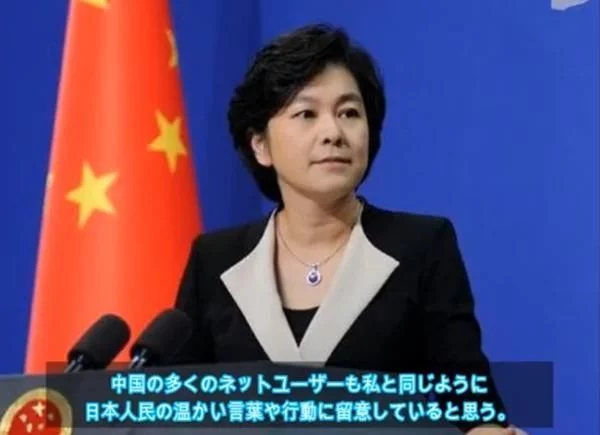 中国の多くのネットユーザーも私と同じように
日本人民の温かい言葉や行動に留意していると思う。